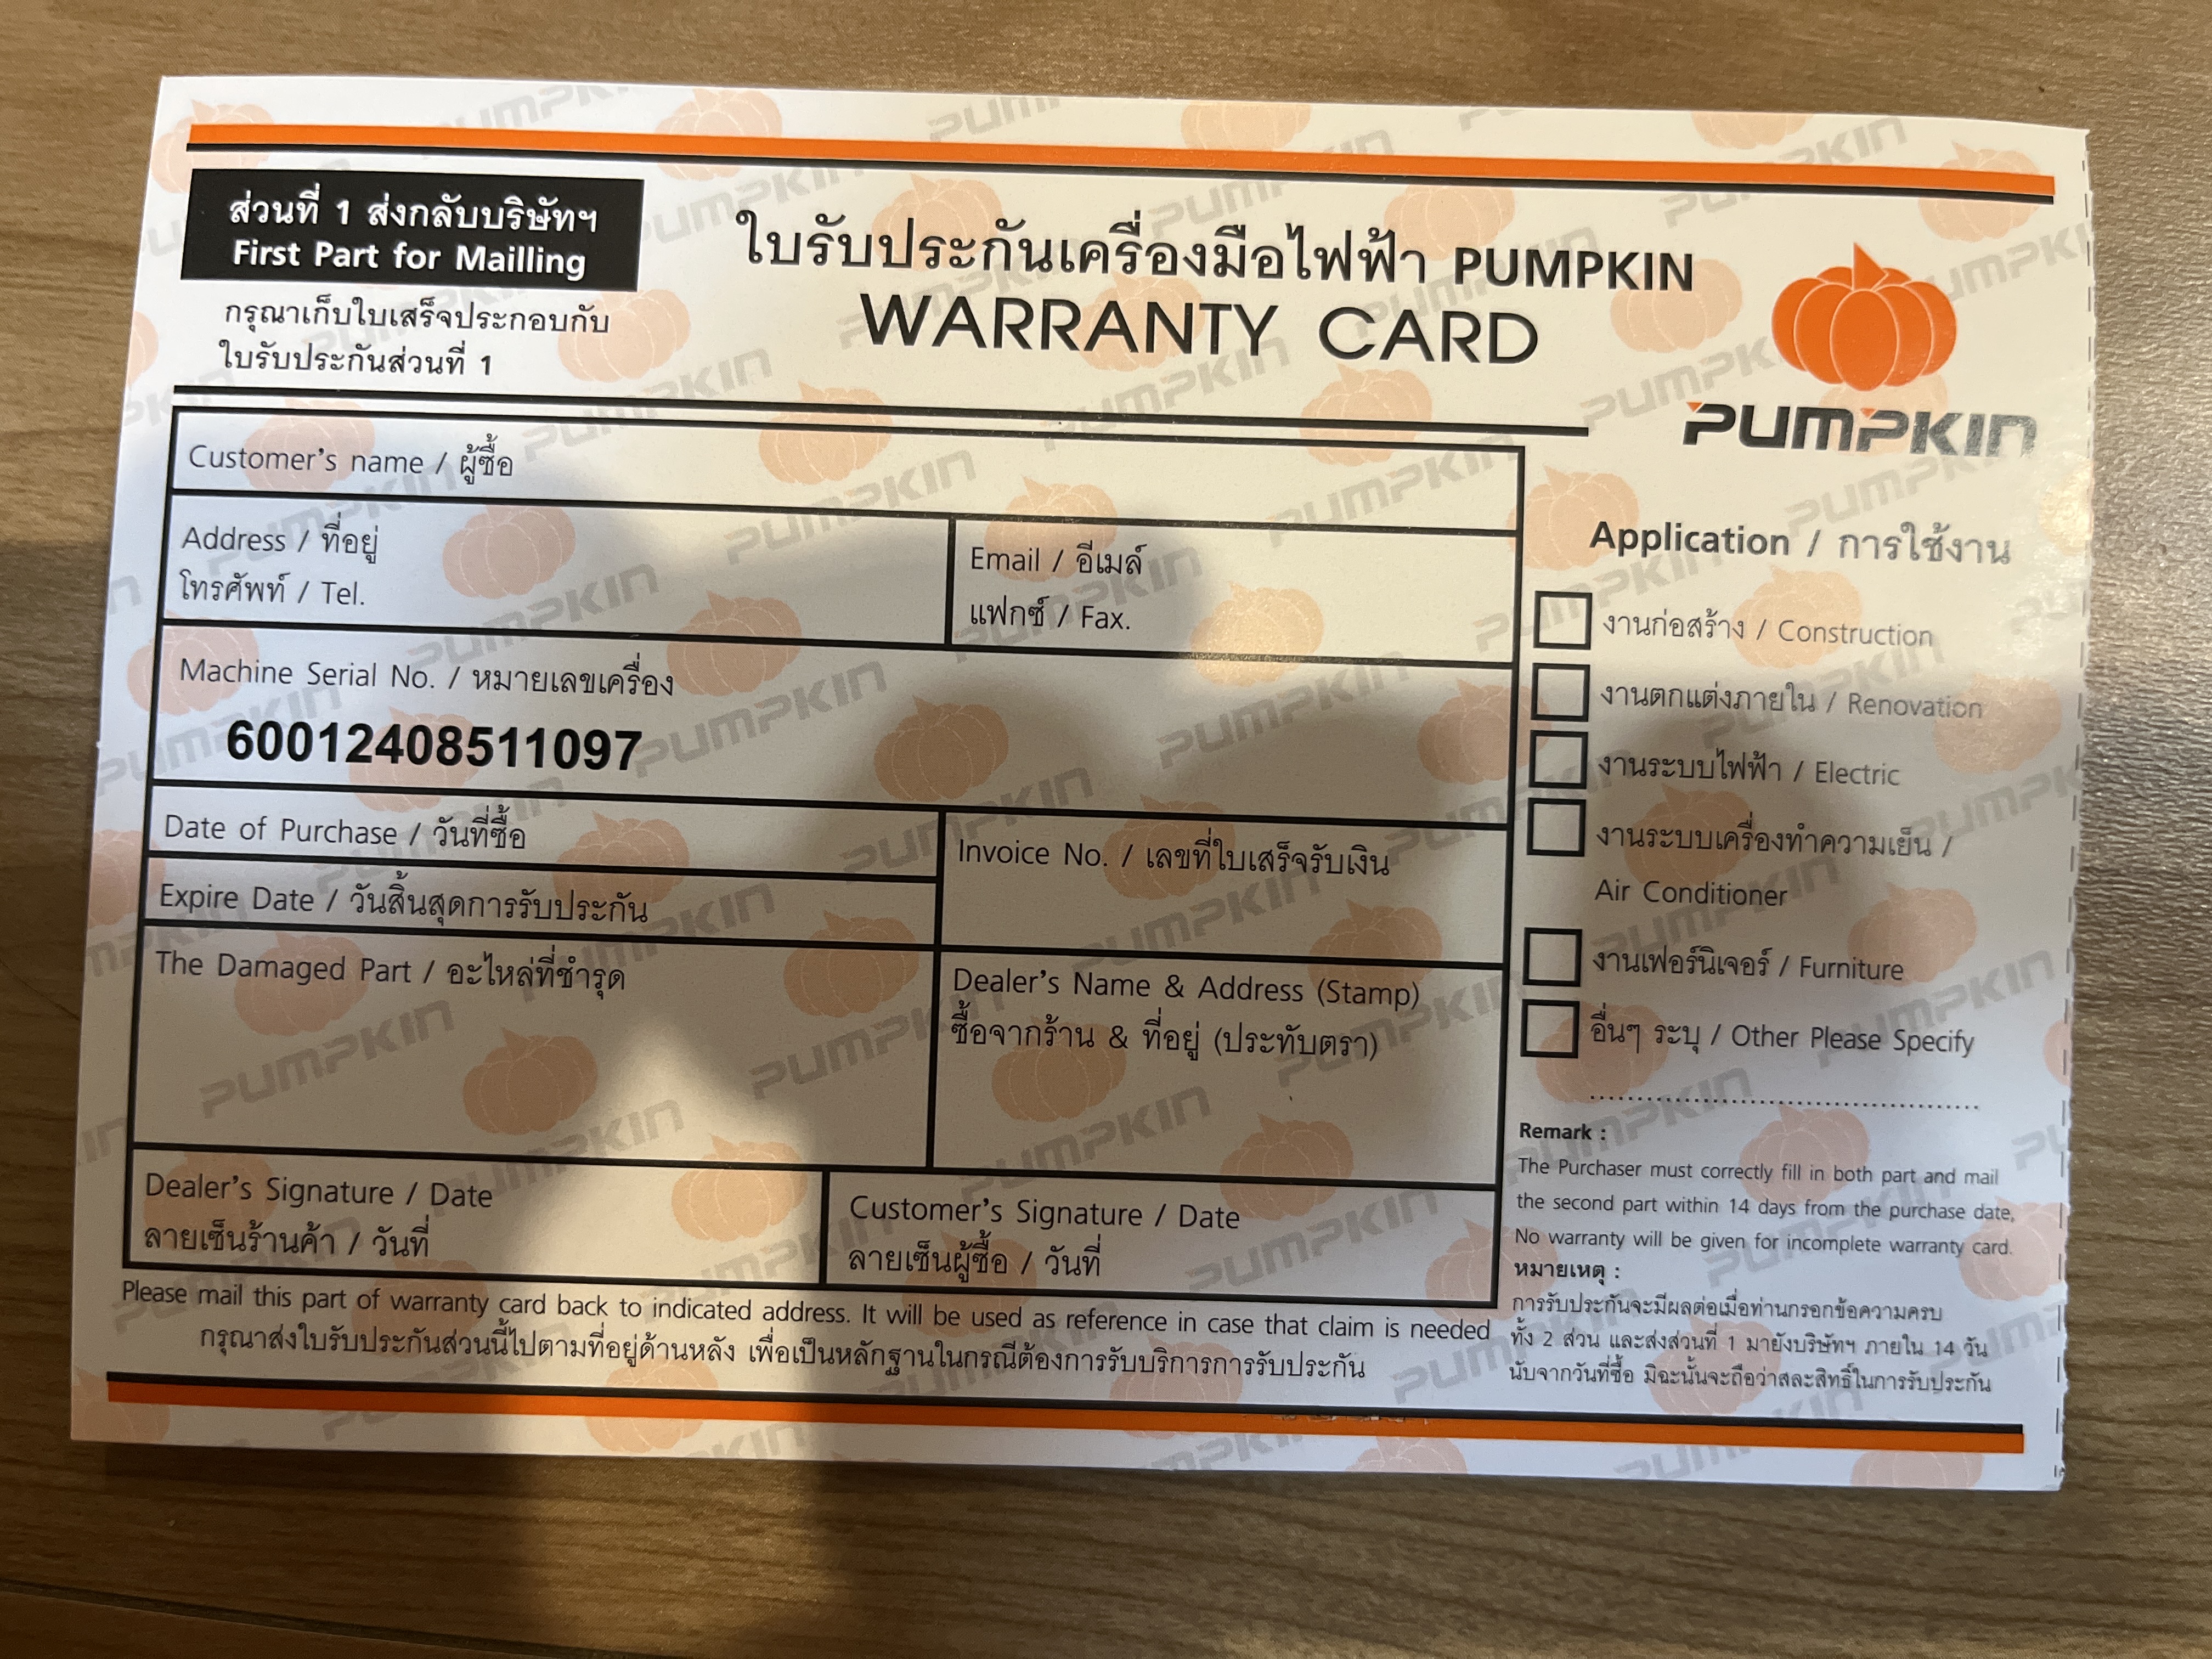 ส่วนที่ 1 ส่งกลับบริษัทฯ
First Part for Mailling
กรุณาเก็บใบเสร็จประกอบกับ
ใบรับประกันส่วนที่ 1
ใบรับประกันเครื่องมือไฟฟ้า PUMPKIN
WARRANTY CARD
PUMPKIN
Customer's name / ผู้ซื้อ
Address / ที่อยู่
โทรศัพท์ / Tel.
Email / อีเมล์
แฟกซ์ / Fax.
Machine Serial No. / หมายเลขเครื่อง
60012408511097
Date of Purchase / วันที่ซื้อ
Expire Date / วันสิ้นสุดการรับประกัน
Invoice No. / เลขที่ใบเสร็จรับเงิน
The Damaged Part / อะไหล่ที่ชำรุด
Dealer's Name & Address (Stamp)
ซื้อจากร้าน & ที่อยู่ (ประทับตรา)
Dealer's Signature / Date
ลายเซ็นร้านค้า / วันที่
Customer's Signature / Date
ลายเซ็นผู้ซื้อ / วันที่
Please mail this part of warranty card back to indicated address. It will be used as reference in case that claim is needed
กรุณาส่งใบรับประกันส่วนนี้ไปตามที่อยู่ด้านหลัง เพื่อเป็นหลักฐานในกรณีต้องการรับบริการการรับประกัน
Application / การใช้งาน
งานก่อสร้าง / Construction
งานตกแต่งภายใน / Renovation
งานระบบไฟฟ้า / Electric
งานระบบเครื่องทำความเย็น /
Air Conditioner
งานเฟอร์นิเจอร์ / Furniture
อื่นๆ ระบุ / Other Please Specify
Remark :
The Purchaser must correctly fill in both part and mail
the second part within 14 days from the purchase date,
No warranty will be given for incomplete warranty card.
หมายเหตุ :
การรับประกันจะมีผลต่อเมื่อท่านกรอกข้อความครบ
ทั้ง 2 ส่วน และส่งส่วนที่ 1 มายังบริษัทฯ ภายใน 14 วัน
นับจากวันที่ซื้อ มิฉะนั้นจะถือว่าสละสิทธิ์ในการรับประกัน